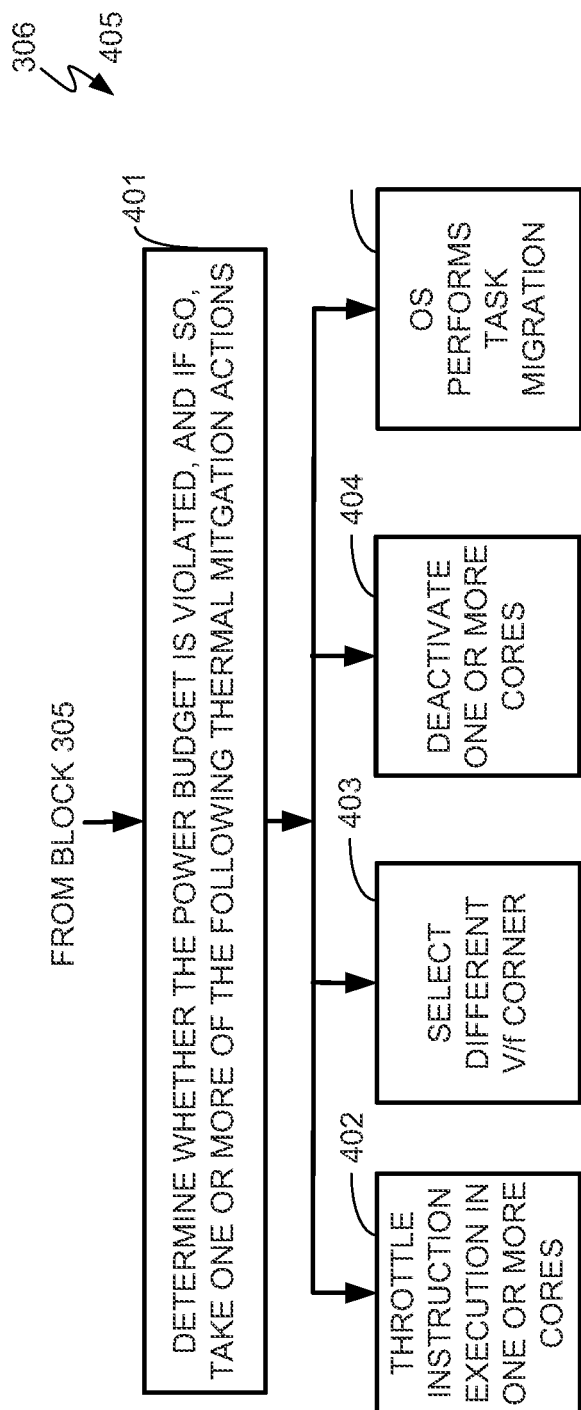 306
405
FROM BLOCK 305
401
DETERMINE WHETHER THE POWER BUDGET IS VIOLATED, AND IF SO,
TAKE ONE OR MORE OF THE FOLLOWING THERMAL MITGATION ACTIONS
402
THROTTLE
INSTRUCTION
EXECUTION IN
ONE OR MORE
CORES
403
SELECT
DIFFERENT
V/f CORNER
404
DEACTIVATE
ONE OR MORE
CORES
OS
PERFORMS
TASK
MIGRATION